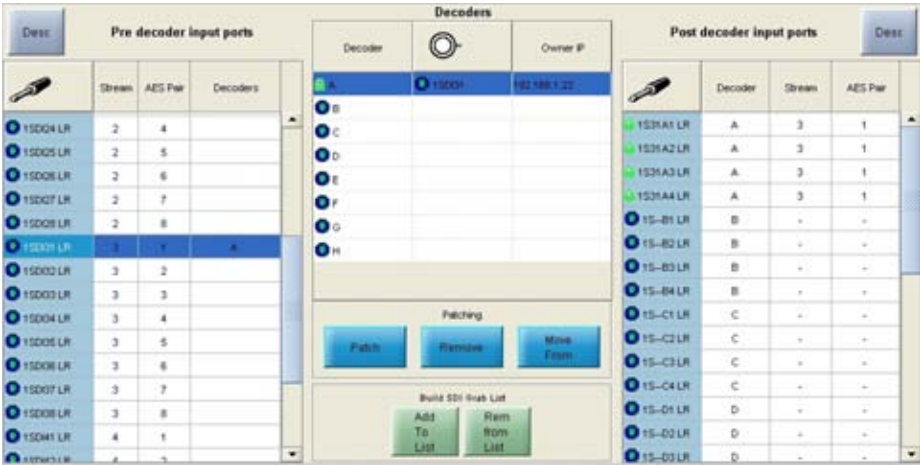 Desc
Pre decoder input ports
Stream AES Pair Decoders
1SD24 LR 2 4
1SD25 LR 2 5
1SD26 LR 2 6
1SD27 LR 2 7
1SD28 LR 2 8
1SD31 LR 3 1 A
1SD32 LR 3 2
1SD33 LR 3 3
1SD34 LR 3 4
1SD35 LR 3 5
1SD36 LR 3 6
1SD37 LR 3 7
1SD38 LR 3 8
1SD41 LR 4 1
1SD42 LR 4 2
Decoders
Decoder Owner IP
A 1SD31
B
C
D
E
F
G
H
Patching
Patch Remove Move From
Build SDI Grab List
Add To List Rem from List
Post decoder input ports
Desc
Decoder Stream AES Pair
1S31A1 LR A 3 1
1S31A2 LR A 3 1
1S31A3 LR A 3 1
1S31A4 LR A 3 1
1S--B1 LR B - -
1S--B2 LR B - -
1S--B3 LR B - -
1S--B4 LR B - -
1S--C1 LR C - -
1S--C2 LR C - -
1S--C3 LR C - -
1S--C4 LR C - -
1S--D1 LR D - -
1S--D2 LR D - -
1S--D3 LR D - -